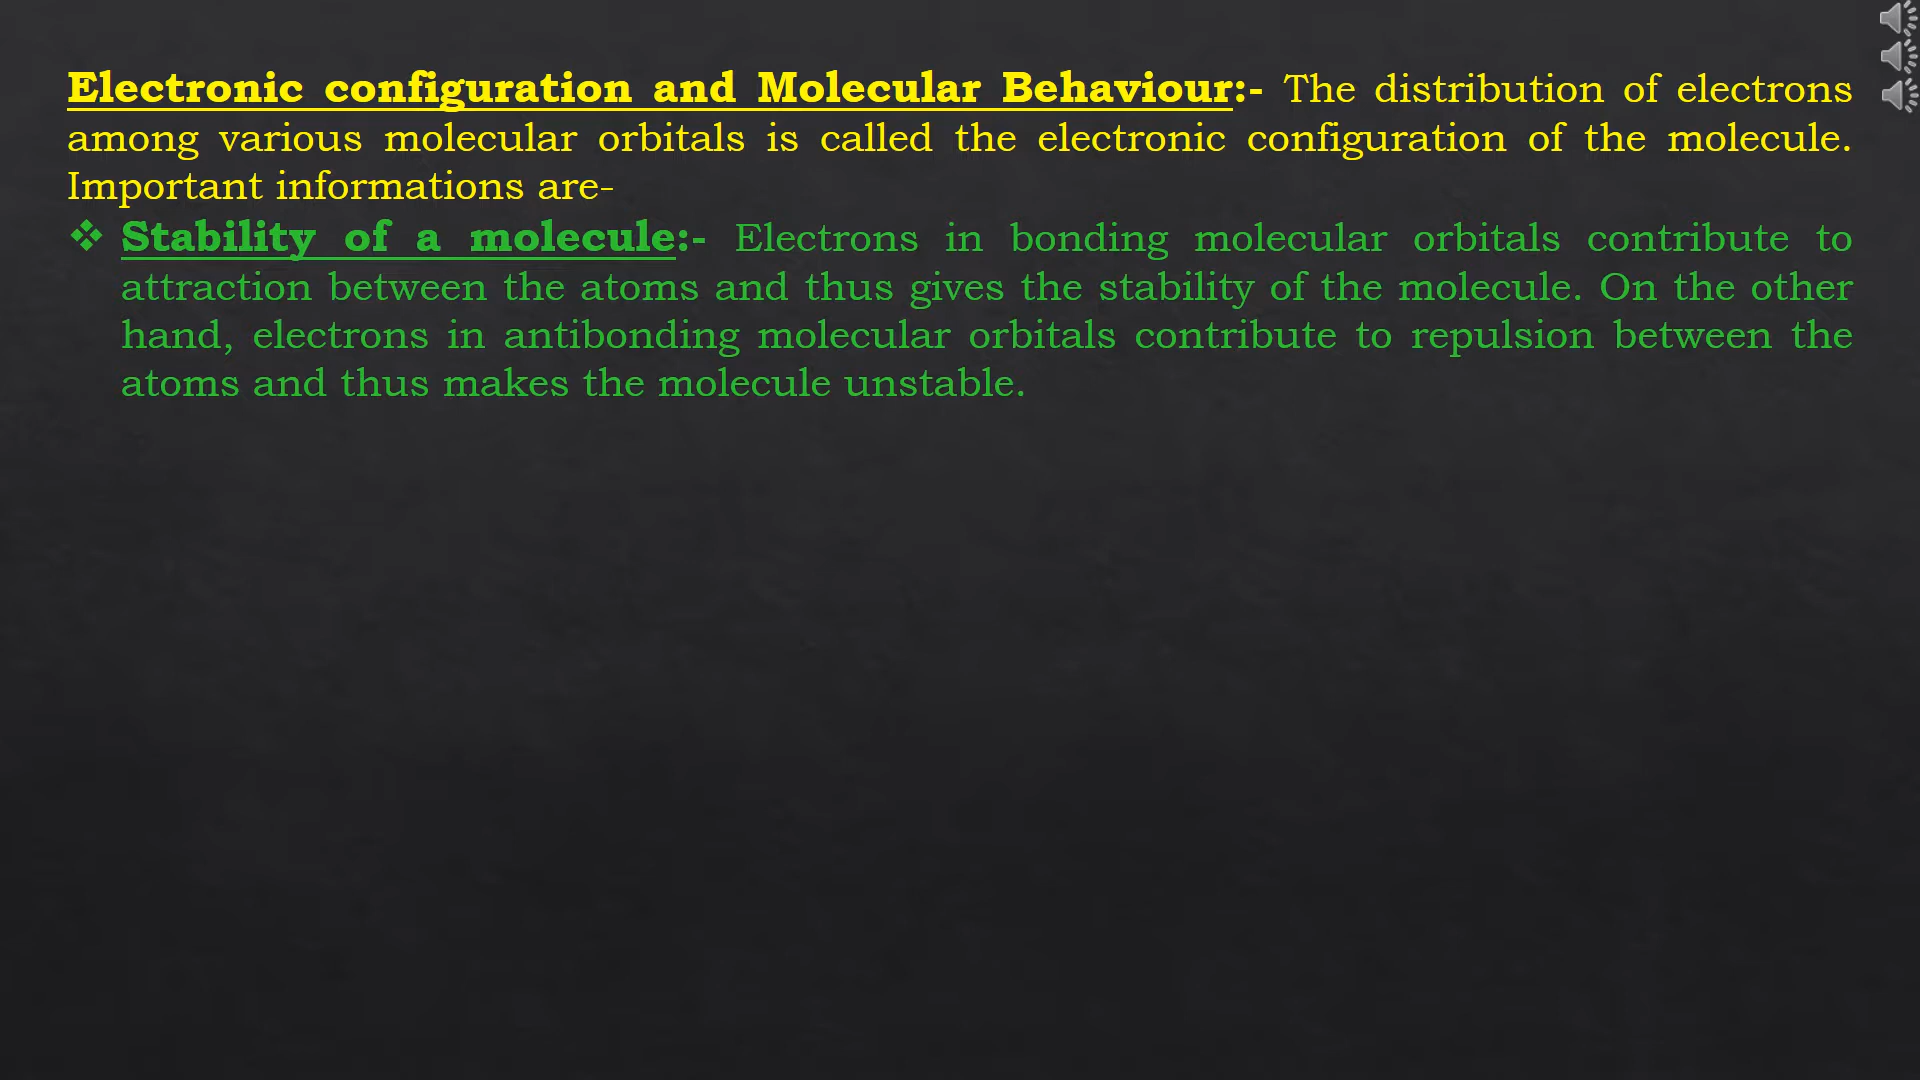 Electronic configuration and Molecular Behaviour:- The distribution of electrons
among various molecular orbitals is called the electronic configuration of the molecule.
Important informations are-
❖ Stability of a molecule:- Electrons in bonding molecular orbitals contribute to
attraction between the atoms and thus gives the stability of the molecule. On the other
hand, electrons in antibonding molecular orbitals contribute to repulsion between the
atoms and thus makes the molecule unstable.